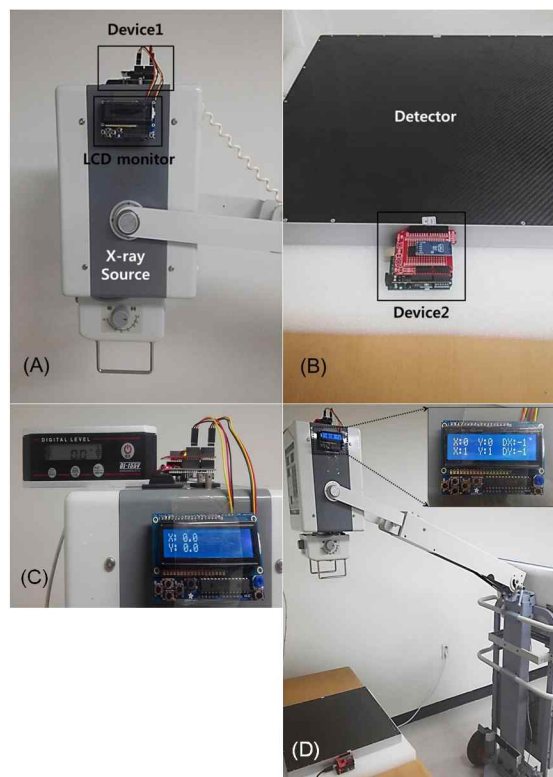 Device1
LCD monitor
X-ray
Source
(A)
Detector
Device2
(B)
DIGITAL LEVEL
X: 0.0
Y: 0.0
(C)
X:0 Y:0 DX:-1
X:1 Y:1 DY:-1
(D)